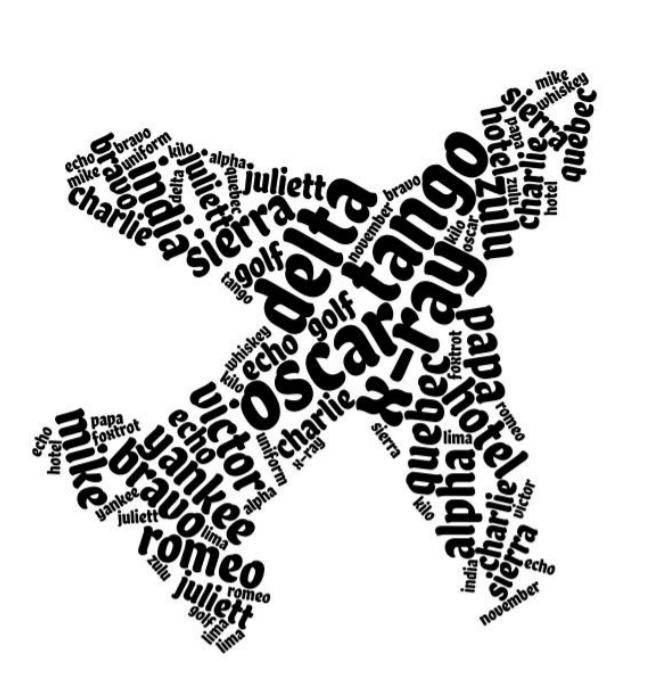 mike
whiskey
sierra
quebec
hotel
papa
charlie
zulu
zulu
hotel
tango
bravo
november
kilo
oscar
x-ray
echo
bravo
bravo
uniform
kilo
mike
charlie
india
delta
juliett
alpha
quebec
juliett
sierra
golf
tango
delta
golf
whiskey
echo
kilo
oscar
charlie
x-ray
uniform
alpha
victor
echo
yankee
bravo
lima
mike
papa
foxtrot
echo
hotel
yankee
juliett
romeo
zulu
juliett
romeo
golf
lima
lima
papa
foxtrot
quebec
hotel
romeo
lima
sierra
kilo
alpha
charlie
victor
sierra
india
echo
november